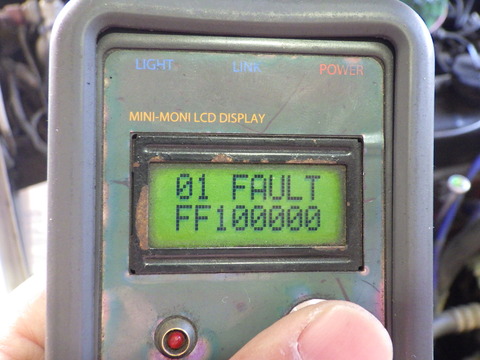 LIGHT LINK POWER
MINI-MONI LCD DISPLAY
01 FAULT
FF100000